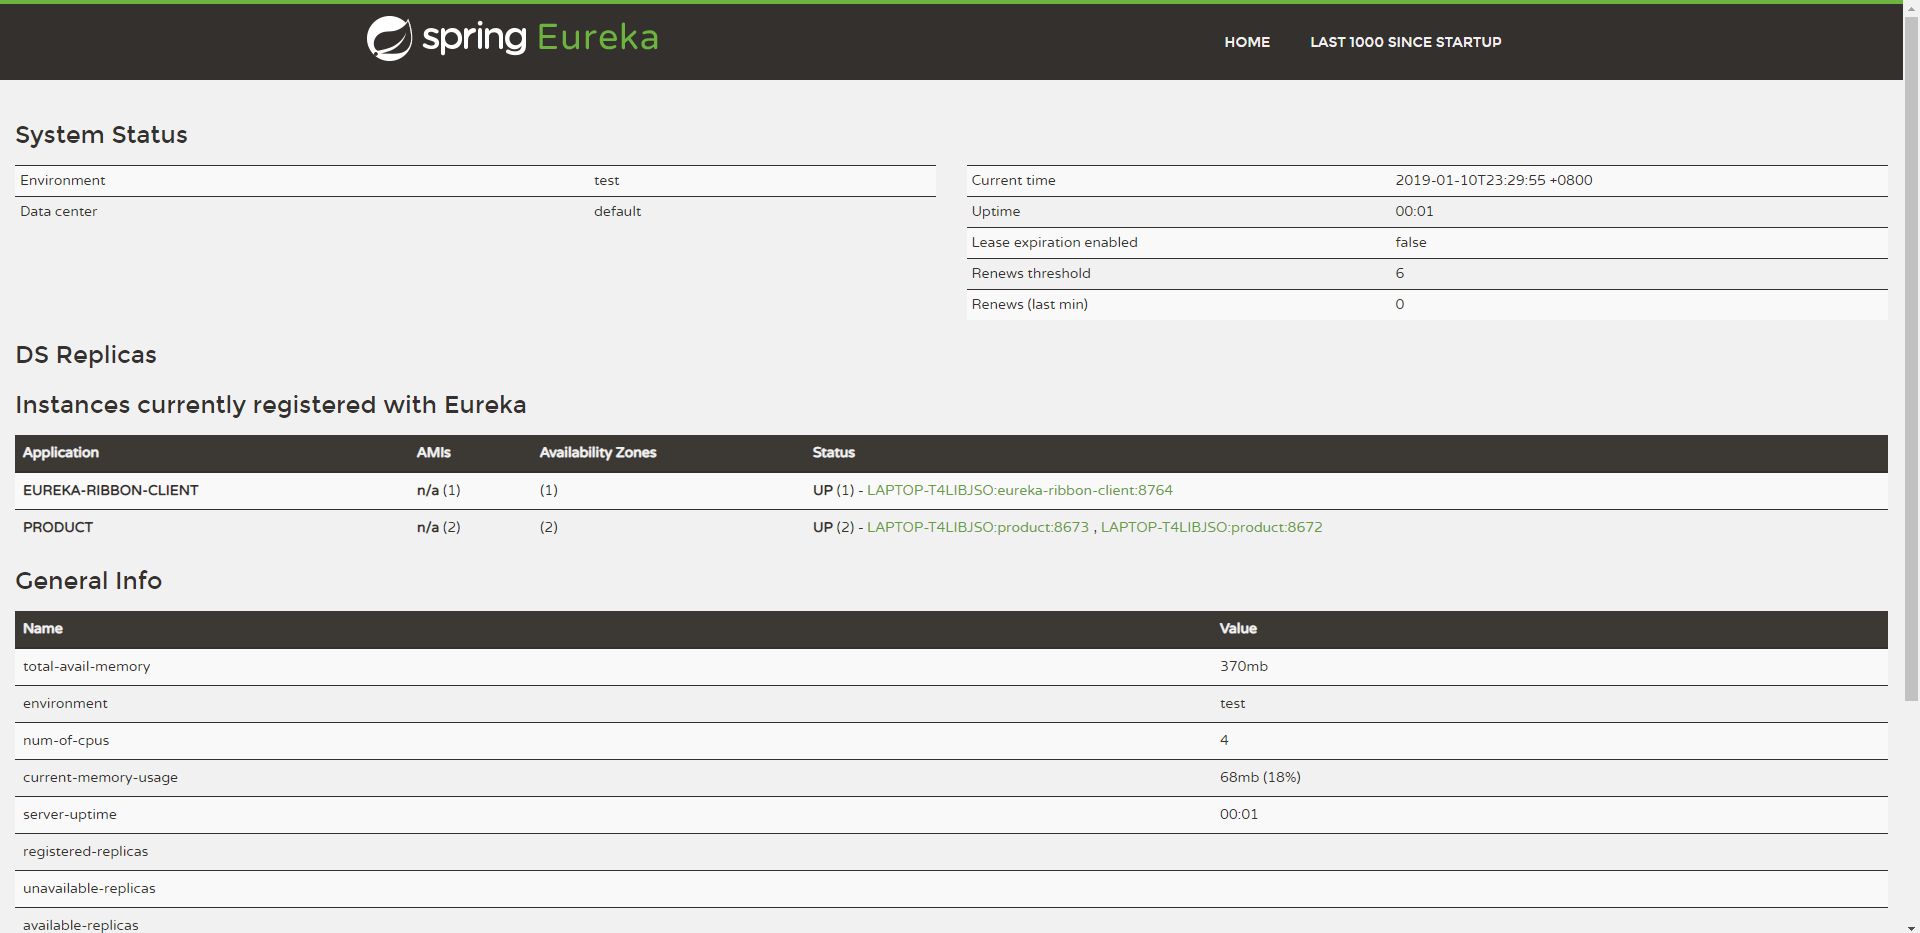 spring Eureka
HOME LAST 1000 SINCE STARTUP
System Status
Environment test
Data center default
Current time 2019-01-10T23:29:55 +0800
Uptime 00:01
Lease expiration enabled false
Renews threshold 6
Renews (last min) 0
DS Replicas
Instances currently registered with Eureka
Application AMIs Availability Zones Status
EUREKA-RIBBON-CLIENT n/a (1) (1) UP (1) - LAPTOP-T4LIBJSO:eureka-ribbon-client:8764
PRODUCT n/a (2) (2) UP (2) - LAPTOP-T4LIBJSO:product:8673 , LAPTOP-T4LIBJSO:product:8672
General Info
Name Value
total-avail-memory 370mb
environment test
num-of-cpus 4
current-memory-usage 68mb (18%)
server-uptime 00:01
registered-replicas
unavailable-replicas
available-replicas